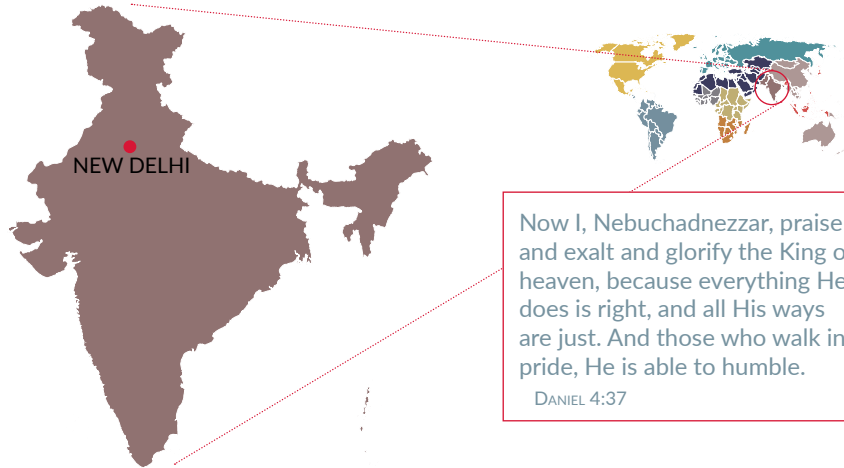 NEW DELHI
Now I, Nebuchadnezzar, praise
and exalt and glorify the King
heaven, because everything He
does is right, and all His ways
are just. And those who walk in
pride, He is able to humble.
DANIEL 4:37